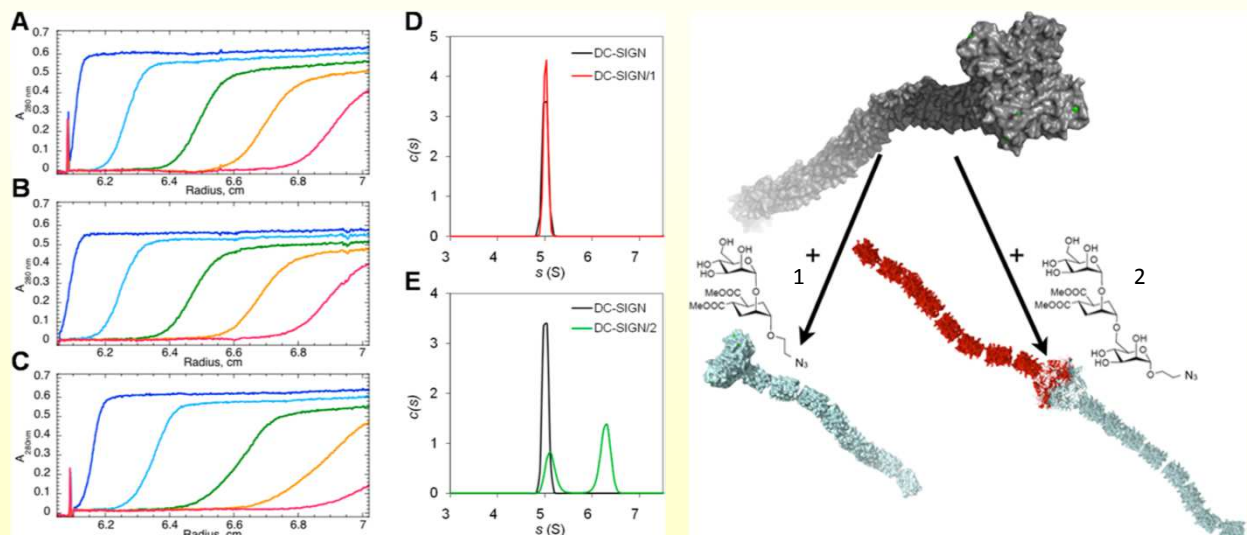 A
A280 nm
0.7
0.6
0.5
0.4
0.3
0.2
0.1
0
6.2 6.4 6.6 6.8 7
Radius, cm
B
A280 nm
0.7
0.6
0.5
0.4
0.3
0.2
0.1
0
6.2 6.4 6.6 6.8 7
Radius, cm
C
A280nm
0.7
0.6
0.5
0.4
0.3
0.2
0.1
0
6.2 6.4 6.6 6.8 7
Radius, cm
D
c(s)
5
4
3
2
1
0
3 4 5 6 7
s (S)
DC-SIGN
DC-SIGN/1
E
c(s)
4
3
2
1
0
3 4 5 6 7
s (S)
DC-SIGN
DC-SIGN/2
OH
HO OH
HO
MeOOC
MeOOC
O
O
N3
+
1
+
2
HO OH
HO
MeOOC
MeOOC
O
O
HO OH
HO
O
O
N3